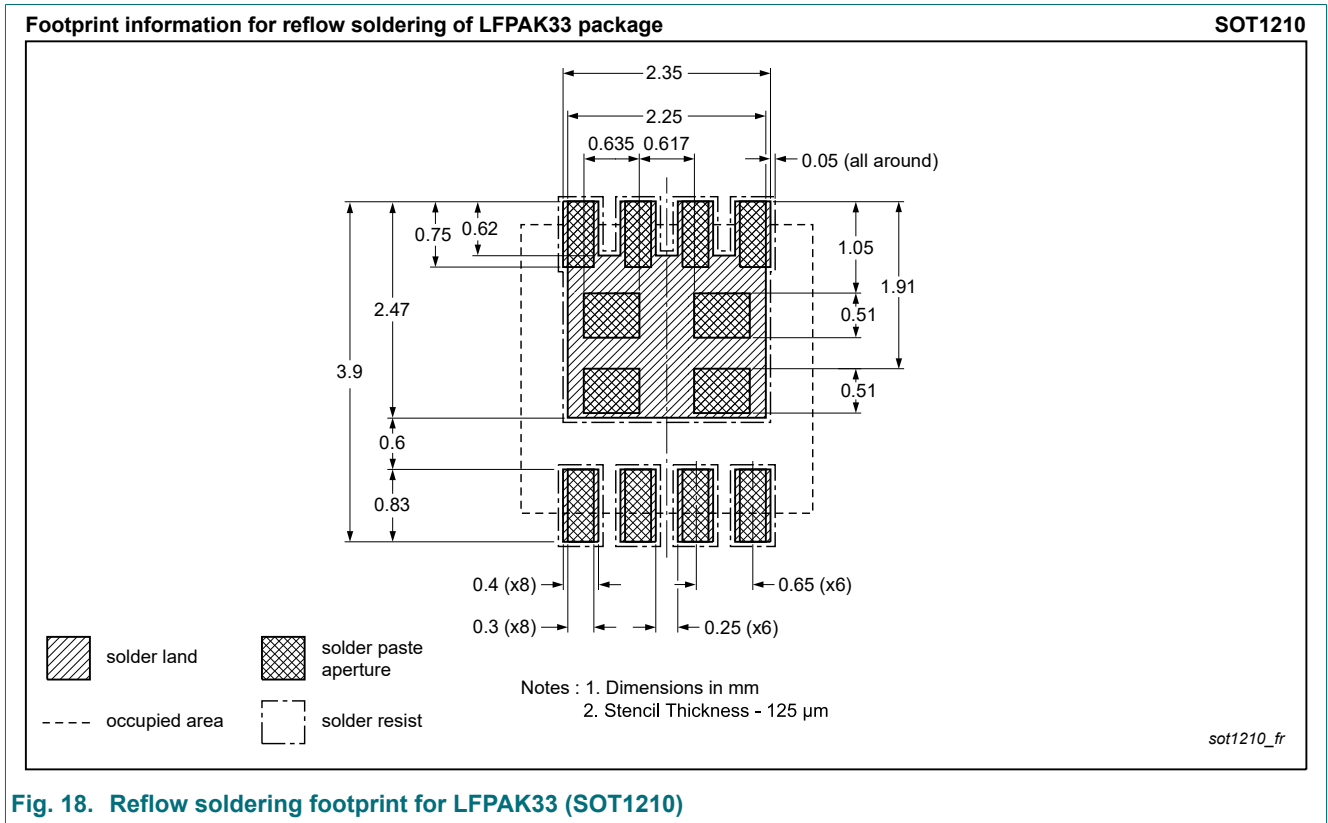 Footprint information for reflow soldering of LFPAK33 package SOT1210
2.35
2.25
0.635 0.617
0.05 (all around)
0.75 0.62
1.05
1.91
2.47
0.51
3.9
0.51
0.6
0.83
0.4 (x8) 0.65 (x6)
0.3 (x8) 0.25 (x6)
solder land
solder paste
aperture
occupied area
solder resist
Notes : 1. Dimensions in mm
2. Stencil Thickness - 125 µm
sot1210_fr
Fig. 18. Reflow soldering footprint for LFPAK33 (SOT1210)